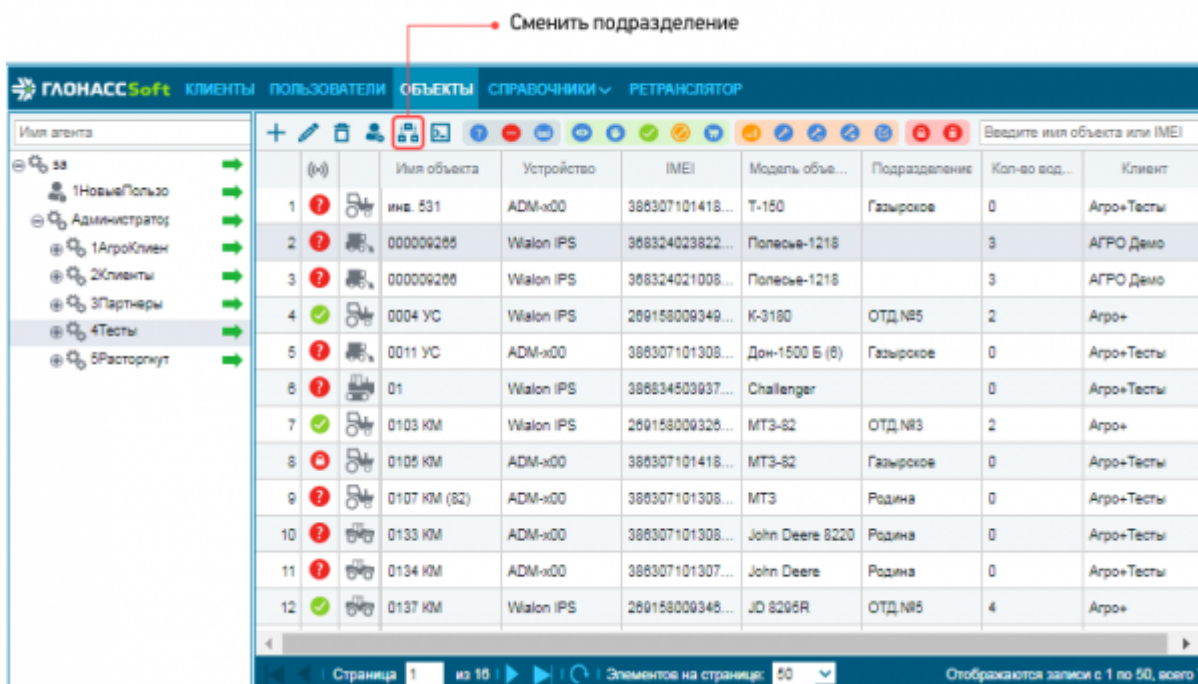 Сменить подразделение
ГЛОНАССSoft КЛИЕНТЫ ПОЛЬЗОВАТЕЛИ ОБЪЕКТЫ СПРАВОЧНИКИ РЕТРАНСЛЯТОР
Имя агента
Введите имя объекта или IMEI
sa
1НовыеПользо
Администратор
1АгроКлиен
2Клиенты
3Партнеры
4Тесты
5Расторгнут
Имя объекта Устройство IMEI Модель объе... Подразделение Кол-во вод... Клиент
1 инв. 531 ADM-x00 386307101418... Т-150 Газырское 0 Агро+Тесты
2 000009265 Wialon IPS 368324023822... Полесье-1218 3 АГРО Демо
3 000009266 Wialon IPS 368324021008... Полесье-1218 3 АГРО Демо
4 0004 УС Wialon IPS 269158009349... К-3180 ОТД.№5 2 Агро+
5 0011 УС ADM-x00 386307101308... Дон-1500 Б (6) Газырское 0 Агро+Тесты
6 01 Wialon IPS 386834503937... Challenger 0 Агро+Тесты
7 0103 КМ Wialon IPS 269158009326... МТЗ-82 ОТД.№3 2 Агро+
8 0105 КМ ADM-x00 386307101418... МТЗ-82 Газырское 0 Агро+Тесты
9 0107 КМ (82) ADM-x00 386307101308... МТЗ Родина 0 Агро+Тесты
10 0133 КМ ADM-x00 386307101308... John Deere 8220 Родина 0 Агро+Тесты
11 0134 КМ ADM-x00 386307101307... John Deere Родина 0 Агро+Тесты
12 0137 КМ Wialon IPS 269158009346... JD 8295R ОТД.№5 4 Агро+
Страница 1 из 16 Элементов на странице: 50 Отображаются записи с 1 по 50, всего